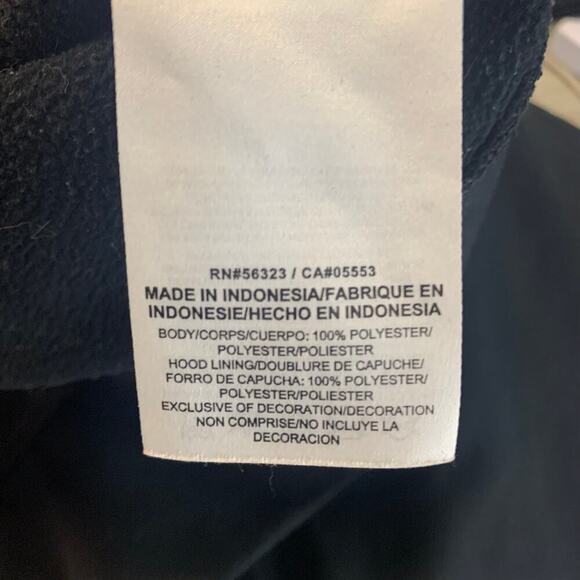 RN#56323 / CA#05553
MADE IN INDONESIA/FABRIQUE EN
INDONESIE/HECHO EN INDONESIA
BODY/CORPS/CUERPO: 100% POLYESTER/
POLYESTER/POLIESTER
HOOD LINING/DOUBLURE DE CAPUCHE/
FORRO DE CAPUCHA: 100% POLYESTER/
POLYESTER/POLIESTER
EXCLUSIVE OF DECORATION/DECORATION
NON COMPRISE/NO INCLUYE LA
DECORACION